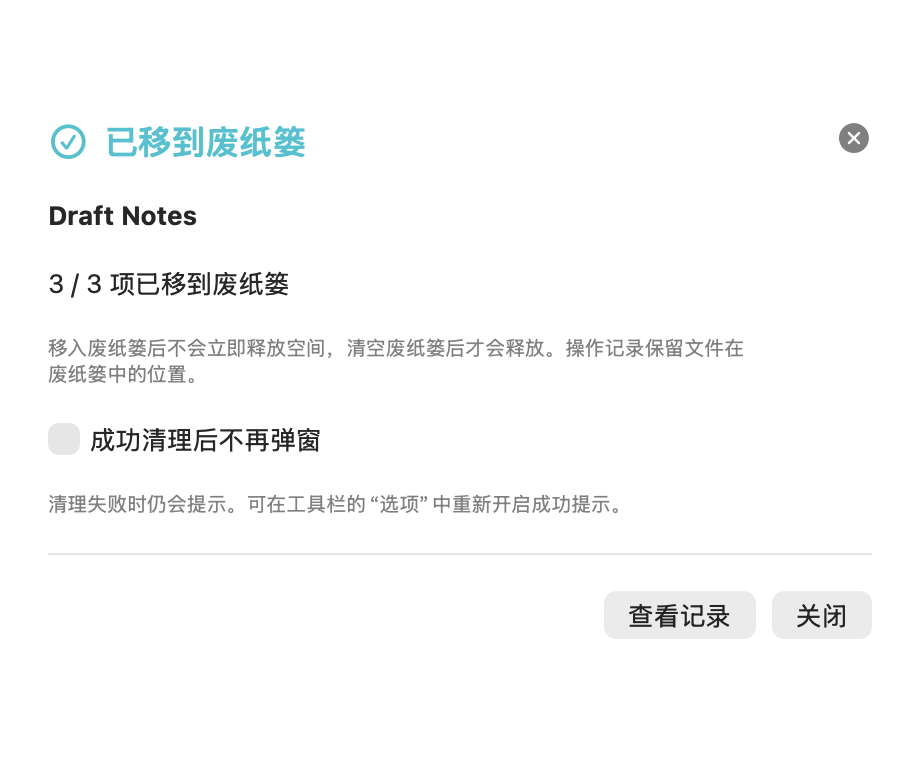 已移到废纸篓
Draft Notes
3 / 3 项已移到废纸篓
移入废纸篓后不会立即释放空间，清空废纸篓后才会释放。操作记录保留文件在
废纸篓中的位置。
成功清理后不再弹窗
清理失败时仍会提示。可在工具栏的“选项”中重新开启成功提示。
查看记录
关闭